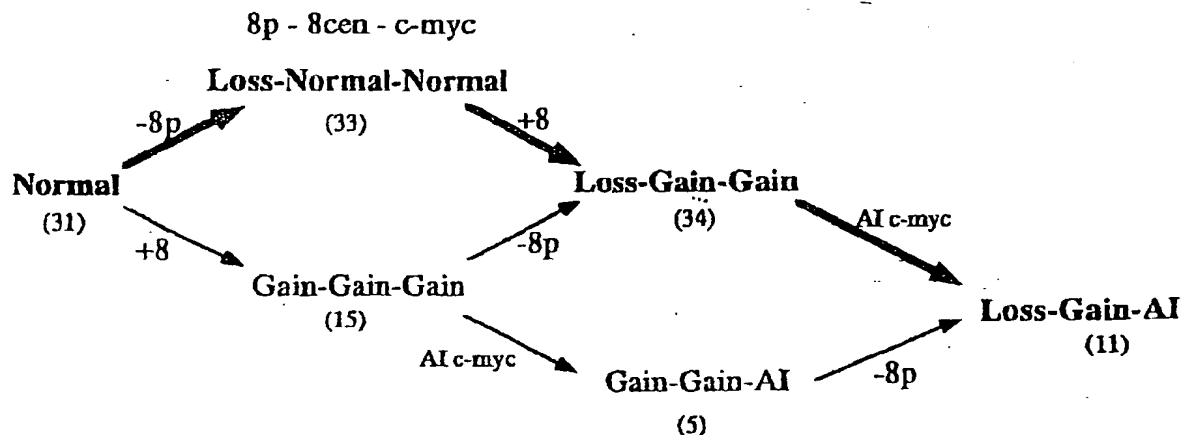 8p - 8cen - c-myc
Loss-Normal-Normal
(33)
-8p
+8
Normal
(31)
Loss-Gain-Gain
(34)
+8
-8p
AI c-myc
Gain-Gain-Gain
(15)
Loss-Gain-AI
(11)
AI c-myc
Gain-Gain-AI
(5)
-8p